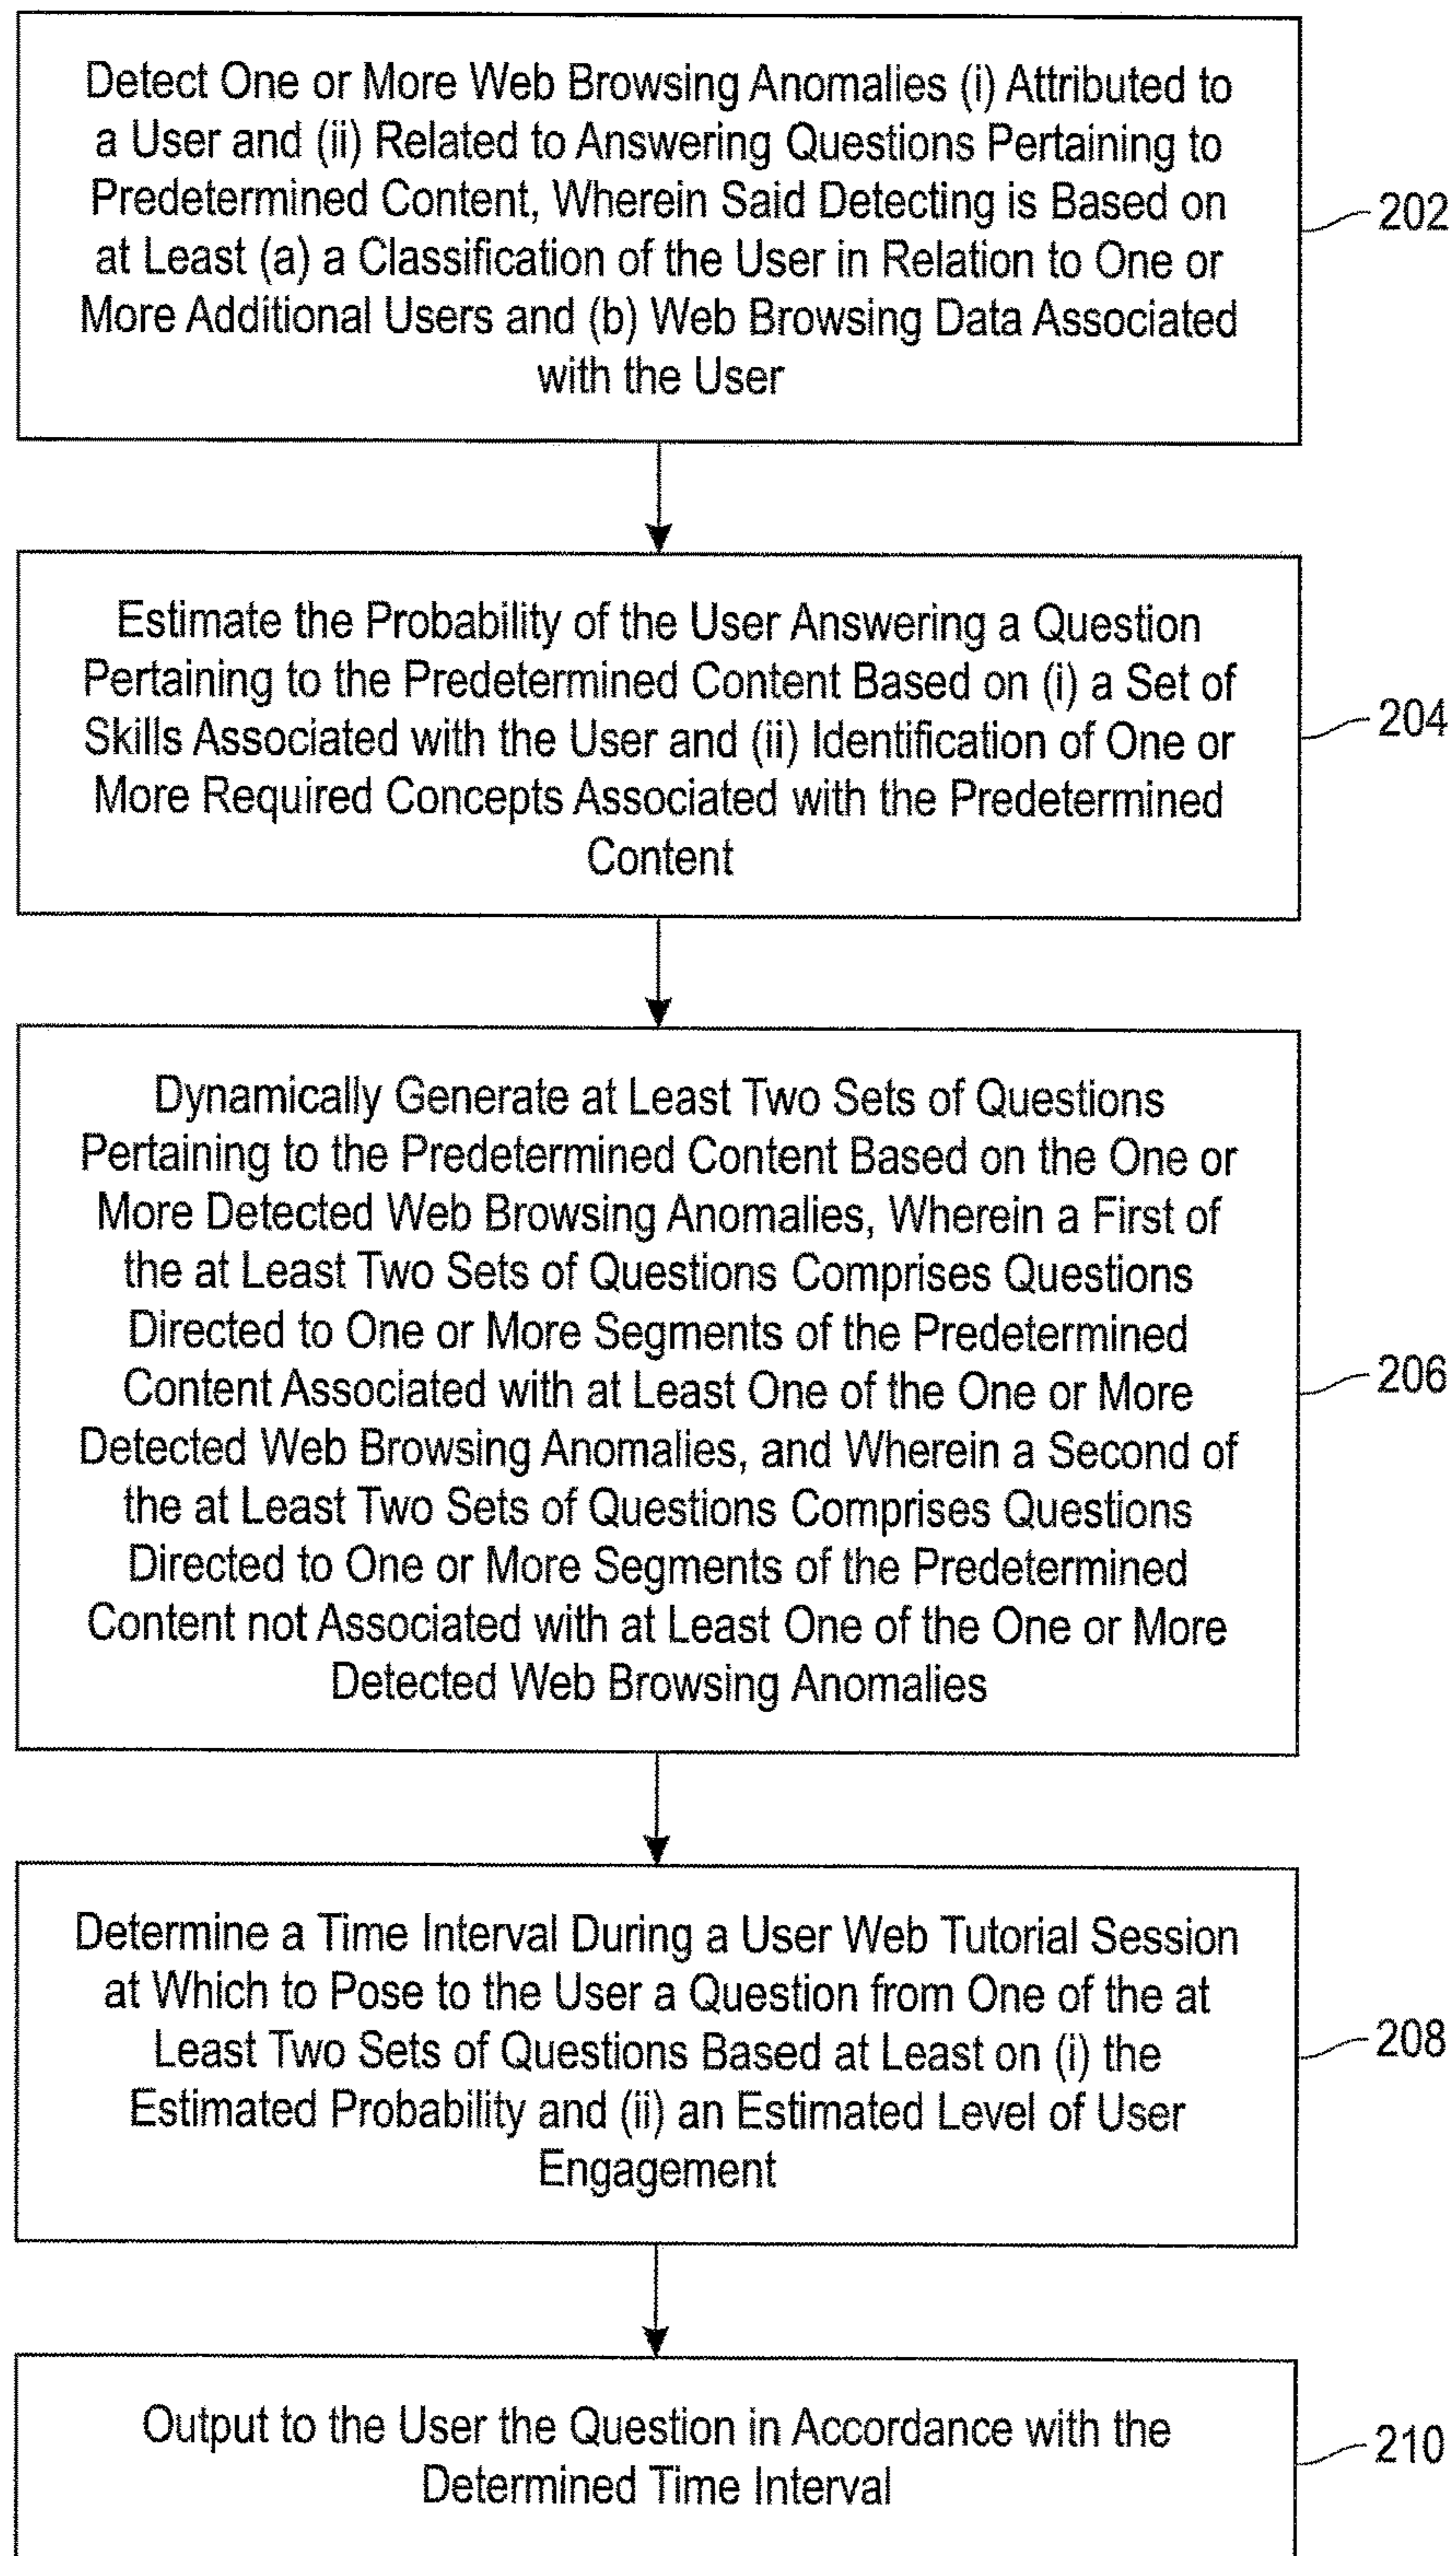 Detect One or More Web Browsing Anomalies (i) Attributed to
a User and (ii) Related to Answering Questions Pertaining to
Predetermined Content, Wherein Said Detecting is Based on
at Least (a) a Classification of the User in Relation to One or
More Additional Users and (b) Web Browsing Data Associated
with the User
202
Estimate the Probability of the User Answering a Question
Pertaining to the Predetermined Content Based on (i) a Set of
Skills Associated with the User and (ii) Identification of One or
More Required Concepts Associated with the Predetermined
Content
204
Dynamically Generate at Least Two Sets of Questions
Pertaining to the Predetermined Content Based on the One or
More Detected Web Browsing Anomalies, Wherein a First of
the at Least Two Sets of Questions Comprises Questions
Directed to One or More Segments of the Predetermined
Content Associated with at Least One of the One or More
Detected Web Browsing Anomalies, and Wherein a Second of
the at Least Two Sets of Questions Comprises Questions
Directed to One or More Segments of the Predetermined
Content not Associated with at Least One of the One or More
Detected Web Browsing Anomalies
206
Determine a Time Interval During a User Web Tutorial Session
at Which to Pose to the User a Question from One of the at
Least Two Sets of Questions Based at Least on (i) the
Estimated Probability and (ii) an Estimated Level of User
Engagement
208
Output to the User the Question in Accordance with the
Determined Time Interval
210